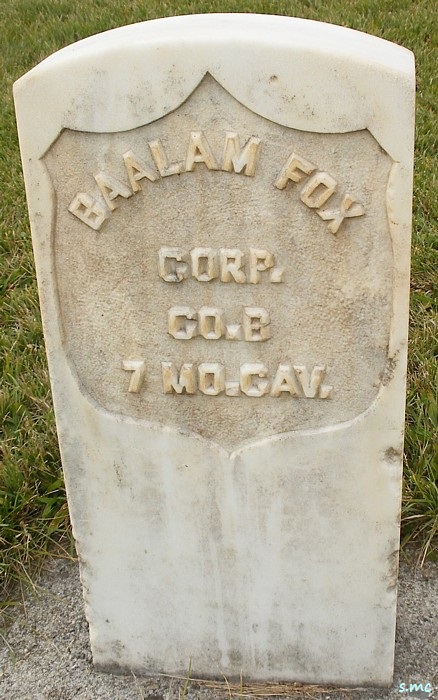 BAALAM FOX
CORP.
CO. B
7 MO. CAV.
s.mc